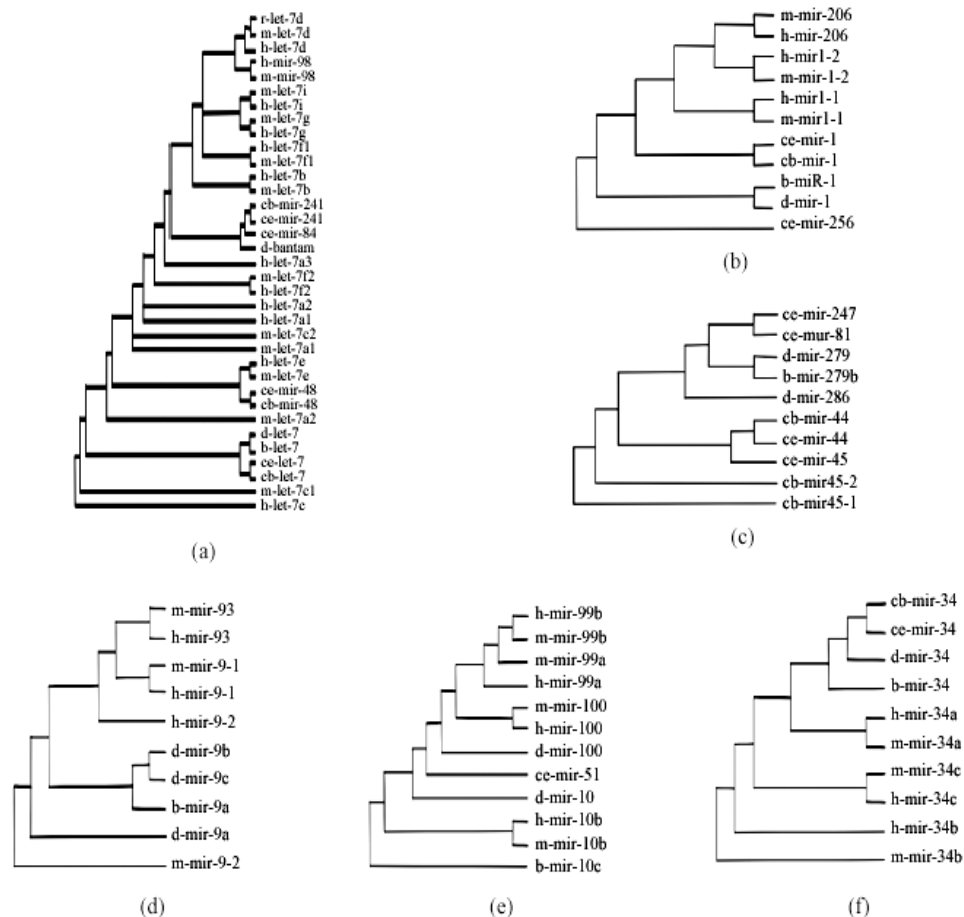 r-let-7d
m-let-7d
h-let-7d
h-mir-98
m-mir-98
m-let-7i
h-let-7i
m-let-7g
h-let-7g
h-let-7f1
m-let-7f1
h-let-7b
m-let-7b
cb-mir-241
ce-mir-241
ce-mir-84
d-bantam
h-let-7a3
m-let-7f2
h-let-7f2
h-let-7a2
h-let-7a1
m-let-7c2
m-let-7a1
h-let-7e
m-let-7e
ce-mir-48
cb-mir-48
m-let-7a2
d-let-7
b-let-7
ce-let-7
cb-let-7
m-let-7c1
h-let-7c
(a)
m-mir-206
h-mir-206
h-mir1-2
m-mir-1-2
h-mir1-1
m-mir1-1
ce-mir-1
cb-mir-1
b-miR-1
d-mir-1
ce-mir-256
(b)
ce-mir-247
ce-mur-81
d-mir-279
b-mir-279b
d-mir-286
cb-mir-44
ce-mir-44
ce-mir-45
cb-mir45-2
cb-mir45-1
(c)
m-mir-93
h-mir-93
m-mir-9-1
h-mir-9-1
h-mir-9-2
d-mir-9b
d-mir-9c
b-mir-9a
d-mir-9a
m-mir-9-2
(d)
h-mir-99b
m-mir-99b
m-mir-99a
h-mir-99a
m-mir-100
h-mir-100
d-mir-100
ce-mir-51
d-mir-10
h-mir-10b
m-mir-10b
b-mir-10c
(e)
cb-mir-34
ce-mir-34
d-mir-34
b-mir-34
h-mir-34a
m-mir-34a
m-mir-34c
h-mir-34c
h-mir-34b
m-mir-34b
(f)